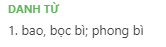 DANH TỪ
1. bao, bọc bì; phong bì